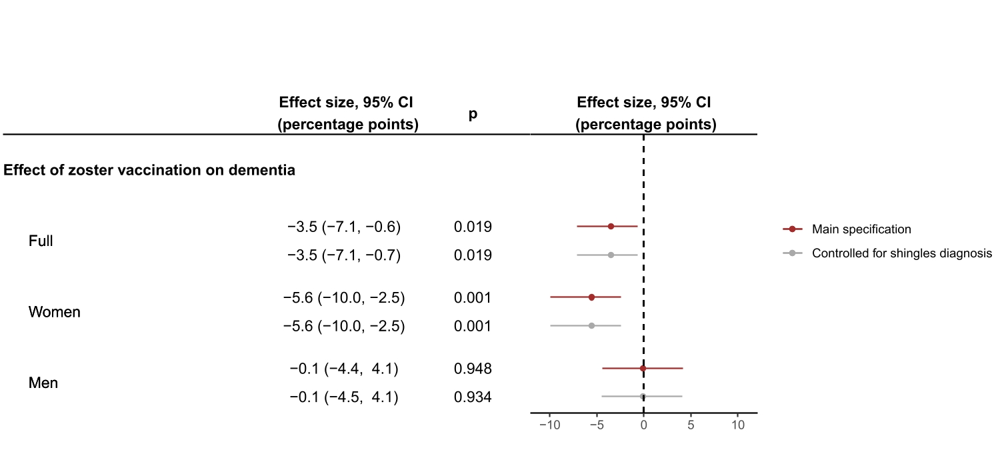 Effect size, 95% CI
(percentage points)
p
Effect size, 95% CI
(percentage points)
Effect of zoster vaccination on dementia
Full
−3.5 (−7.1, −0.6) 0.019
−3.5 (−7.1, −0.7) 0.019
Women
−5.6 (−10.0, −2.5) 0.001
−5.6 (−10.0, −2.5) 0.001
Men
−0.1 (−4.4, 4.1) 0.948
−0.1 (−4.5, 4.1) 0.934
−10 −5 0 5 10
Main specification
Controlled for shingles diagnosis